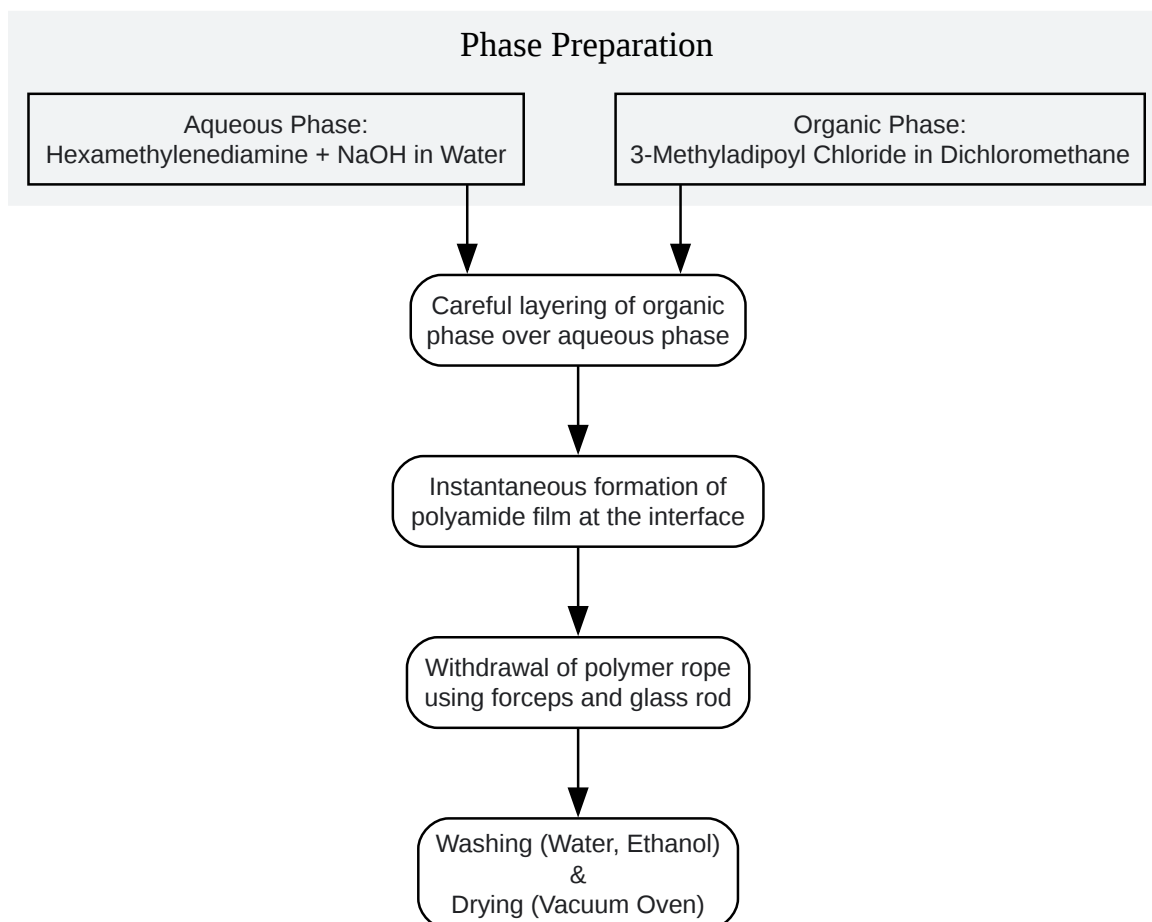 Phase Preparation
Aqueous Phase:
Hexamethylenediamine + NaOH in Water
Organic Phase:
3-Methyladipoyl Chloride in Dichloromethane
Careful layering of organic
phase over aqueous phase
Instantaneous formation of
polyamide film at the interface
Withdrawal of polymer rope
using forceps and glass rod
Washing (Water, Ethanol)
&
Drying (Vacuum Oven)